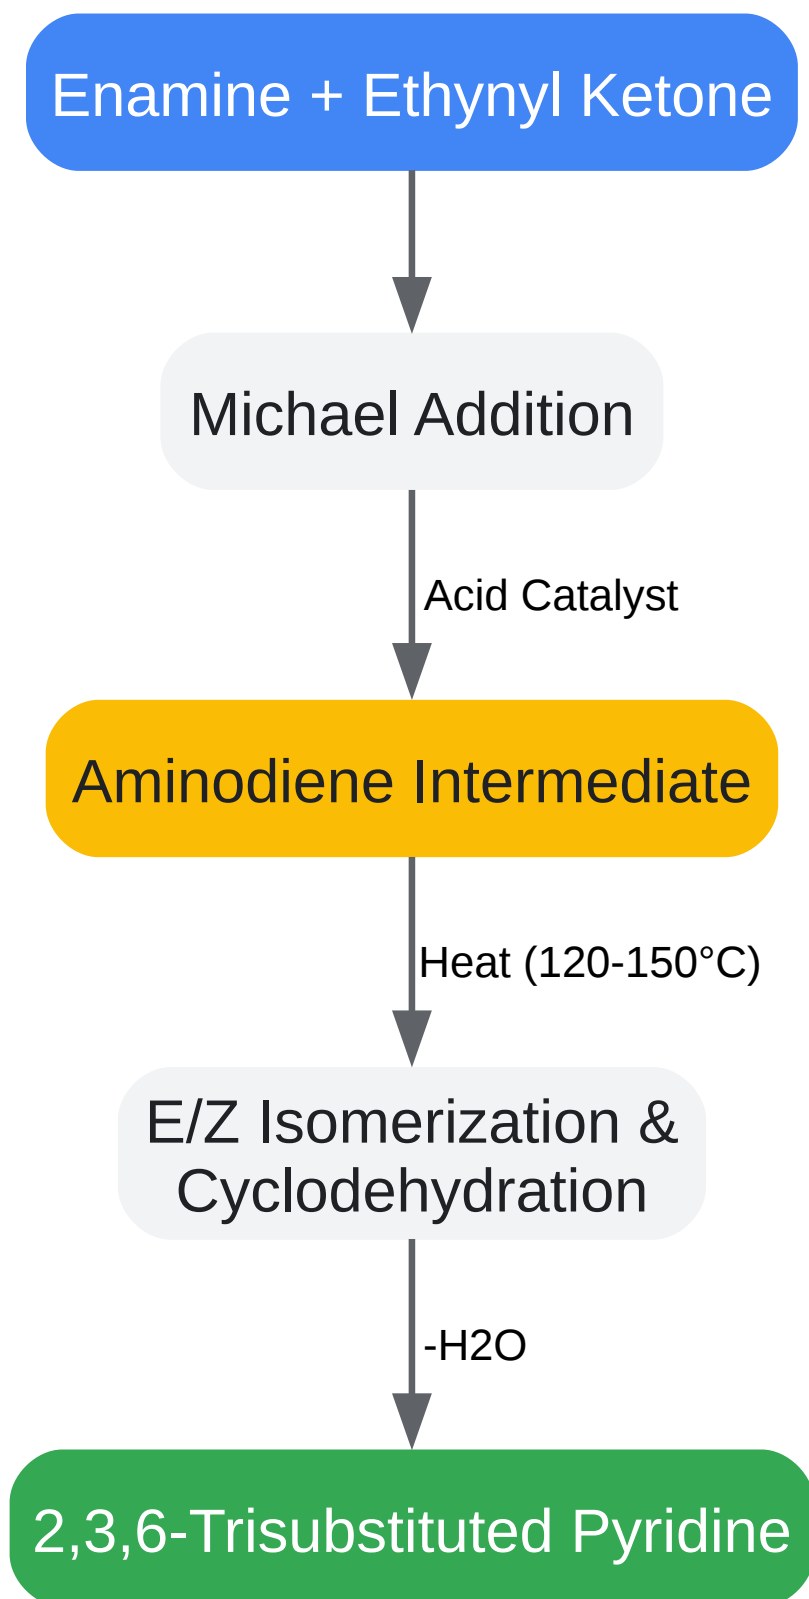 Enamine + Ethynyl Ketone
Michael Addition
Acid Catalyst
Aminodiene Intermediate
Heat (120-150°C)
E/Z Isomerization &
Cyclodehydration
-H2O
2,3,6-Trisubstituted Pyridine